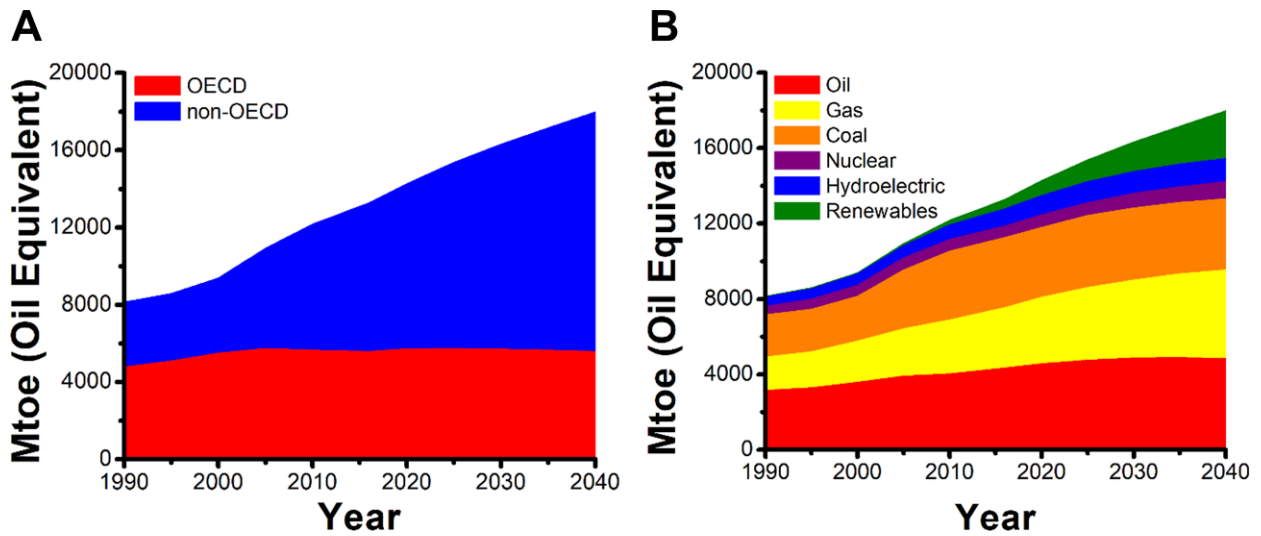 A
Mtoe (Oil Equivalent)
20000
16000
12000
8000
4000
0
OECD
non-OECD
1990 2000 2010 2020 2030 2040
Year
B
Mtoe (Oil Equivalent)
20000
16000
12000
8000
4000
0
Oil
Gas
Coal
Nuclear
Hydroelectric
Renewables
1990 2000 2010 2020 2030 2040
Year